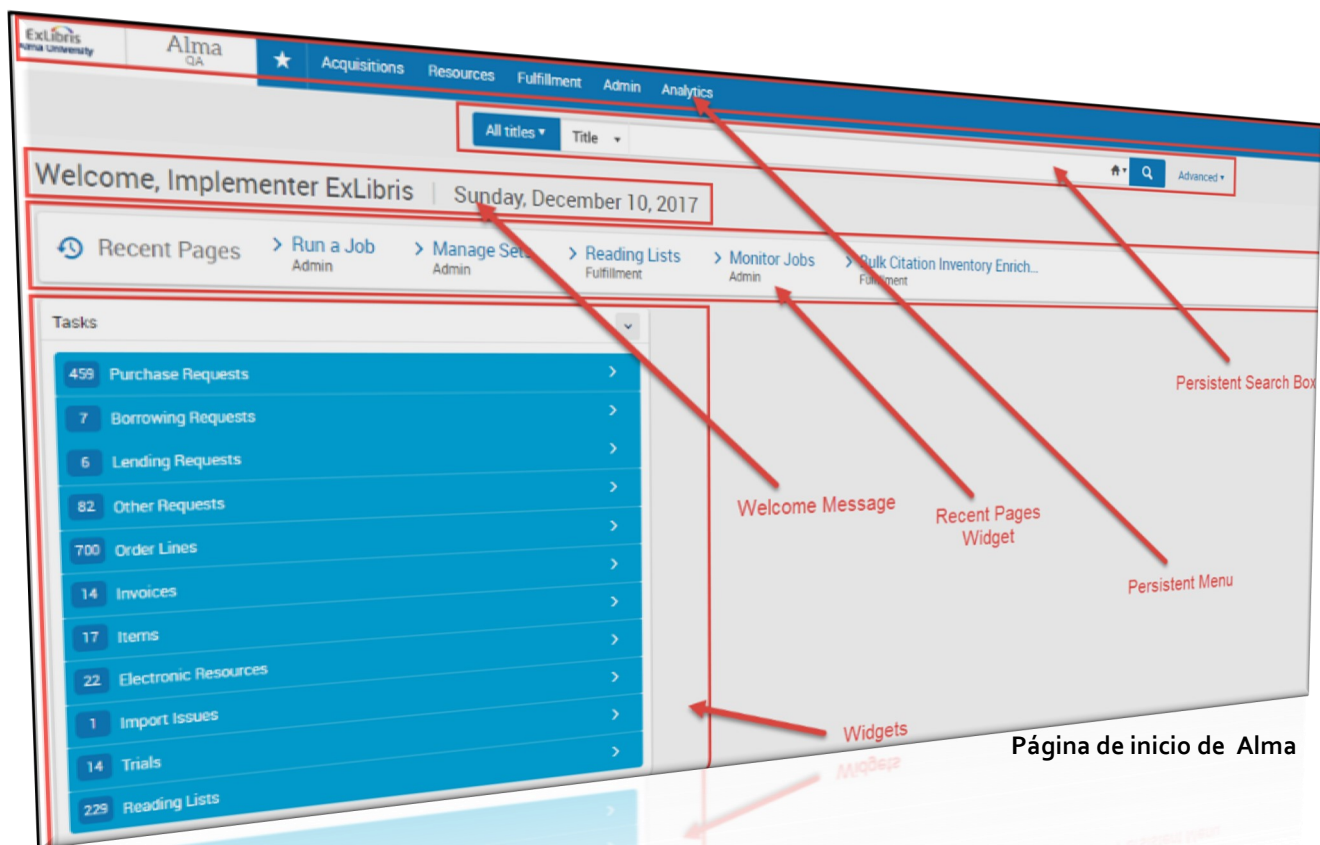 ExLibris
Alma University
Alma
QA
Acquisitions Resources Fulfillment Admin Analytics
All titles Title
Advanced
Welcome, Implementer ExLibris | Sunday, December 10, 2017
Recent Pages
Run a Job
Admin
Manage Sets
Admin
Reading Lists
Fulfillment
Monitor Jobs
Admin
Bulk Citation Inventory Enrich...
Fulfillment
Tasks
459 Purchase Requests
7 Borrowing Requests
6 Lending Requests
82 Other Requests
700 Order Lines
14 Invoices
17 Items
22 Electronic Resources
1 Import Issues
14 Trials
229 Reading Lists
Persistent Search Box
Welcome Message
Recent Pages
Widget
Persistent Menu
Widgets
Página de inicio de Alma